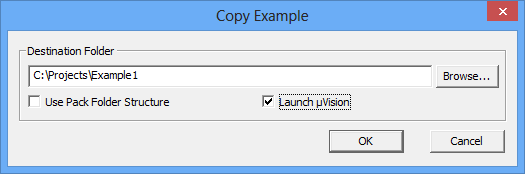 Copy Example
Destination Folder
C:\Projects\Example1
Browse...
Use Pack Folder Structure
Launch µVision
OK
Cancel